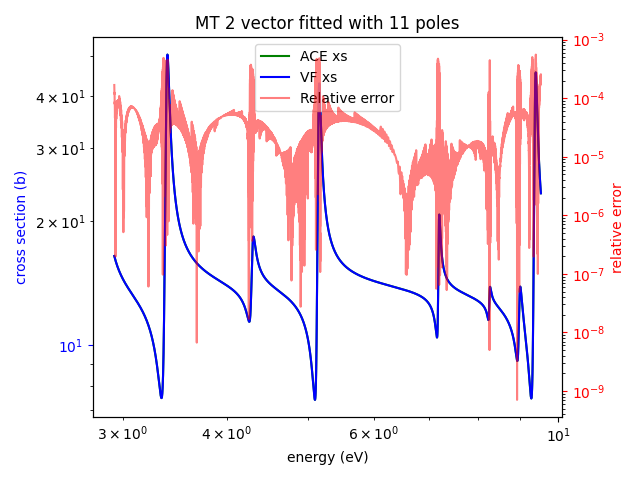 MT 2 vector fitted with 11 poles
ACE xs
VF xs
Relative error
cross section (b)
4 × 10¹
3 × 10¹
2 × 10¹
10¹
10⁻³
10⁻⁴
10⁻⁵
10⁻⁶
10⁻⁷
10⁻⁸
10⁻⁹
relative error
3 × 10⁰
4 × 10⁰
6 × 10⁰
10¹
energy (eV)